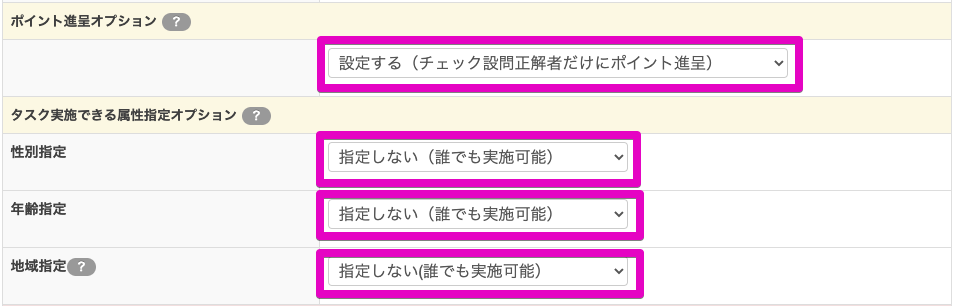 ポイント進呈オプション ?
設定する（チェック設問正解者だけにポイント進呈）
タスク実施できる属性指定オプション ?
性別指定 指定しない（誰でも実施可能）
年齢指定 指定しない（誰でも実施可能）
地域指定 ? 指定しない(誰でも実施可能）